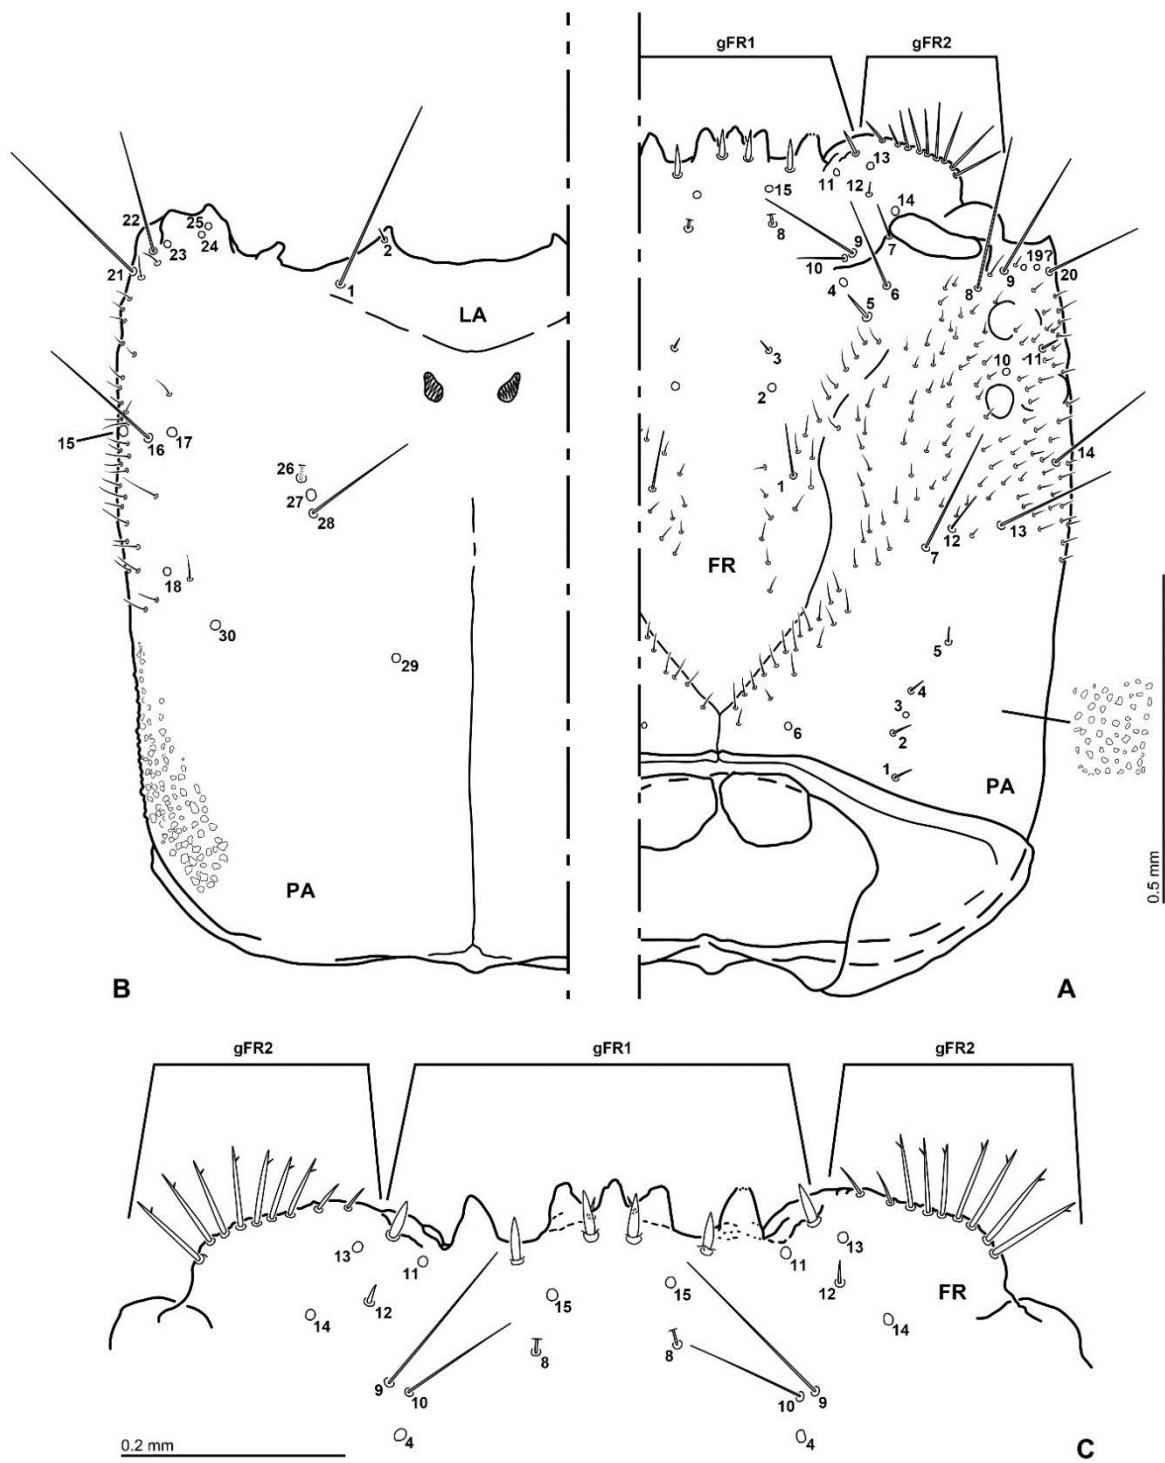 gFR1 gFR2
13
11 12
15
14
22 25 8
23 24 9 7
2 10 19?
21 4 6 8 9 20
1 5
LA
3 11
10
2
15 16 17 14
26 1
27
28 12 13
7
FR
18
30 5
29
4
3
6 2
1
PA
PA
0.5 mm
B A
gFR2 gFR1 gFR2
13 11 11 13
12 15 15 12 FR
14 14
8 8
9 10 10 9
4 4
0.2 mm C